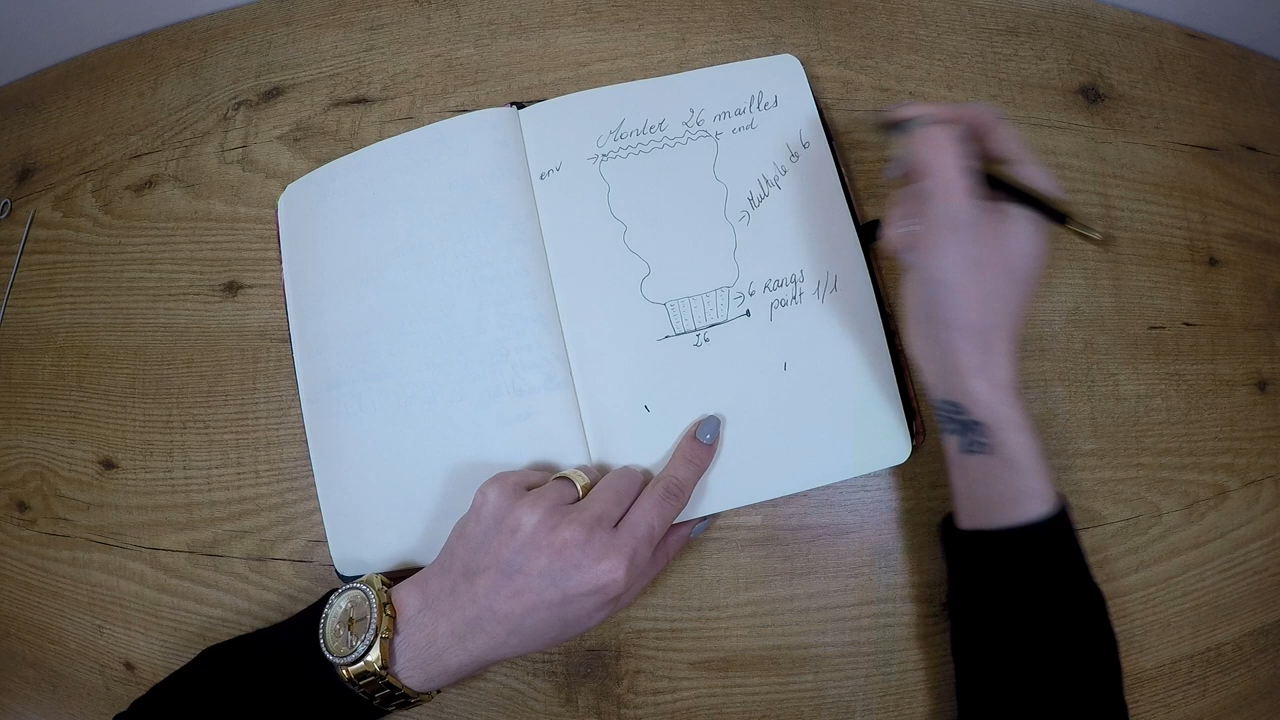 Monter 26 mailles
← end
env →
→ Multiple de 6
→ 6 Rangs
point 1/1
26